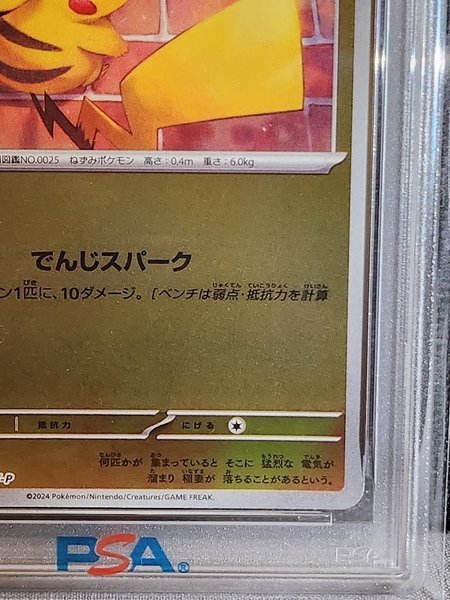 図鑑NO.0025 ねずみポケモン 高さ:0.4m 重さ:6.0kg
でんじスパーク
ン1匹に、10ダメージ。[ベンチは弱点・抵抗力を計算
抵抗力 にげる
何匹かが 集まっていると そこに 猛烈な 電気が
溜まり 稲妻が 落ちることがあるという。
©2024 Pokémon/Nintendo/Creatures/GAME FREAK.
PSA®